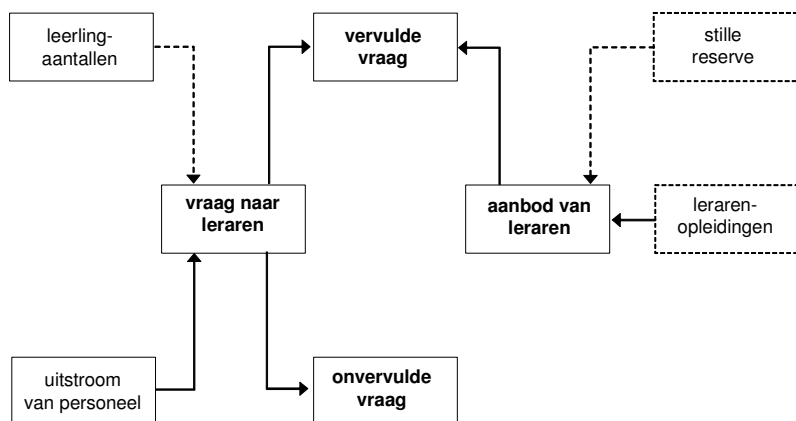 leerling-
aantallen
vervulde
vraag
stille
reserve
vraag naar
leraren
aanbod van
leraren
leraren-
opleidingen
uitstroom
van personeel
onvervulde
vraag